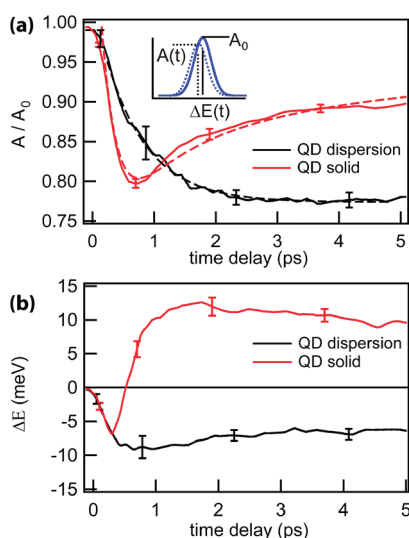 (a)
1.00
0.95
0.90
0.85
0.80
0.75
A / A0
A(t)
A0
ΔE(t)
QD dispersion
QD solid
0 1 2 3 4 5
time delay (ps)
(b)
15
10
5
0
-5
-10
-15
ΔE (meV)
QD dispersion
QD solid
0 1 2 3 4 5
time delay (ps)